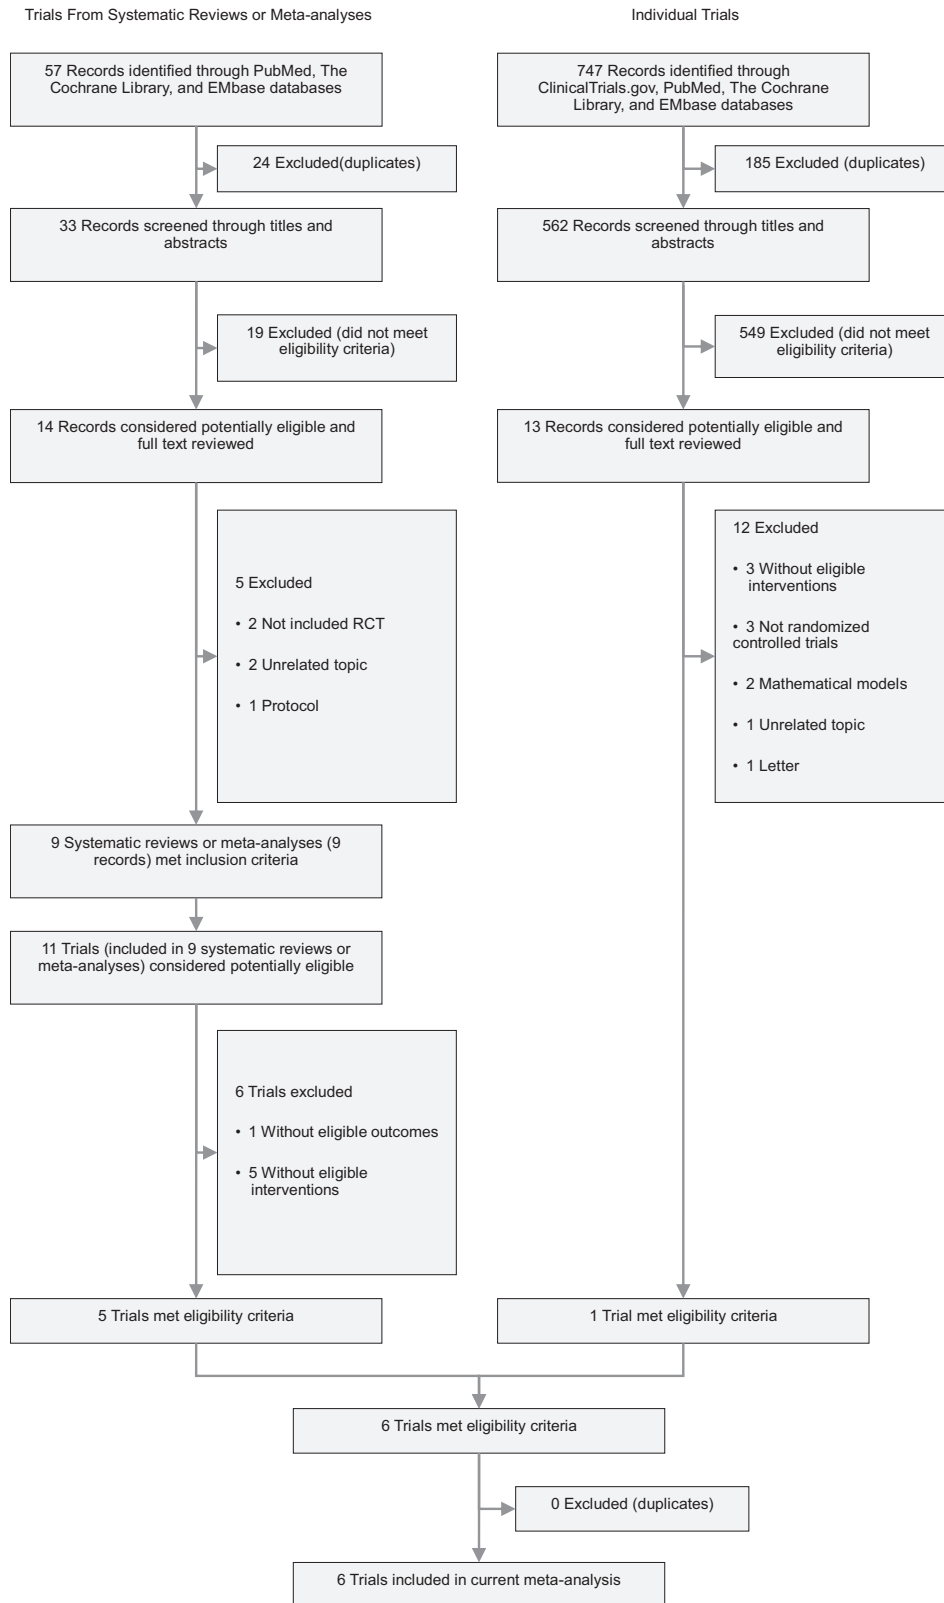 Trials From Systematic Reviews or Meta-analyses
Individual Trials
57 Records identified through PubMed, The
Cochrane Library, and EMbase databases
747 Records identified through
ClinicalTrials.gov, PubMed, The Cochrane
Library, and EMbase databases
24 Excluded(duplicates)
185 Excluded (duplicates)
33 Records screened through titles and
abstracts
562 Records screened through titles and
abstracts
19 Excluded (did not meet
eligibility criteria)
549 Excluded (did not meet
eligibility criteria)
14 Records considered potentially eligible and
full text reviewed
13 Records considered potentially eligible and
full text reviewed
5 Excluded
• 2 Not included RCT
• 2 Unrelated topic
• 1 Protocol
12 Excluded
• 3 Without eligible
interventions
• 3 Not randomized
controlled trials
• 2 Mathematical models
• 1 Unrelated topic
• 1 Letter
9 Systematic reviews or meta-analyses (9
records) met inclusion criteria
11 Trials (included in 9 systematic reviews or
meta-analyses) considered potentially eligible
6 Trials excluded
• 1 Without eligible outcomes
• 5 Without eligible
interventions
5 Trials met eligibility criteria
1 Trial met eligibility criteria
6 Trials met eligibility criteria
0 Excluded (duplicates)
6 Trials included in current meta-analysis